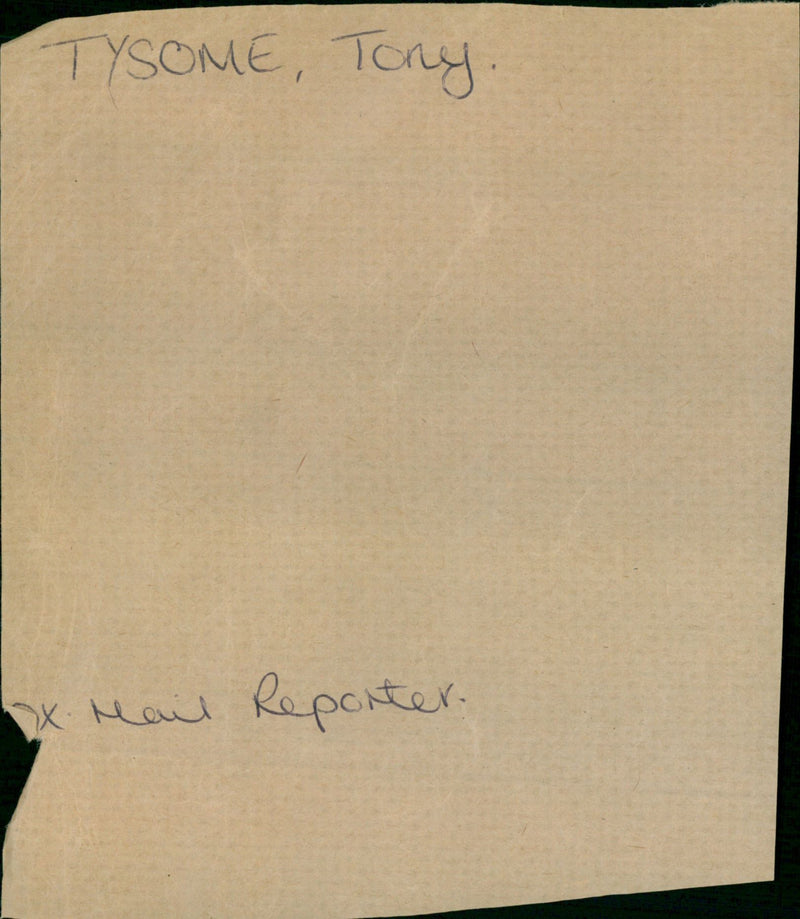 TYSOME, Tony.
x. Mail Reporter.